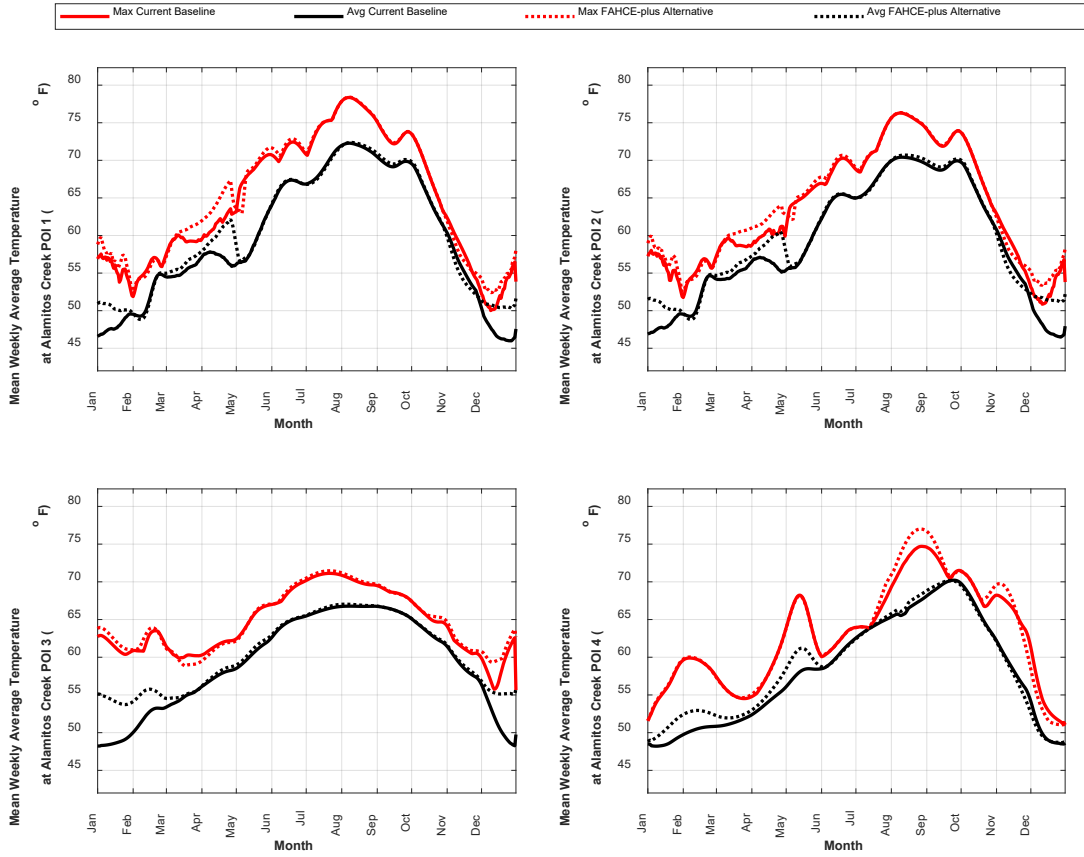 Max Current Baseline Avg Current Baseline Max FAHCE-plus Alternative Avg FAHCE-plus Alternative
Mean Weekly Average Temperature
at Alamitos Creek POI 1 ( o F)
80
75
70
65
60
55
50
45
Jan Feb Mar Apr May Jun Jul Aug Sep Oct Nov Dec
Month
Mean Weekly Average Temperature
at Alamitos Creek POI 2 ( o F)
80
75
70
65
60
55
50
45
Jan Feb Mar Apr May Jun Jul Aug Sep Oct Nov Dec
Month
Mean Weekly Average Temperature
at Alamitos Creek POI 3 ( o F)
80
75
70
65
60
55
50
45
Jan Feb Mar Apr May Jun Jul Aug Sep Oct Nov Dec
Month
Mean Weekly Average Temperature
at Alamitos Creek POI 4 ( o F)
80
75
70
65
60
55
50
45
Jan Feb Mar Apr May Jun Jul Aug Sep Oct Nov Dec
Month